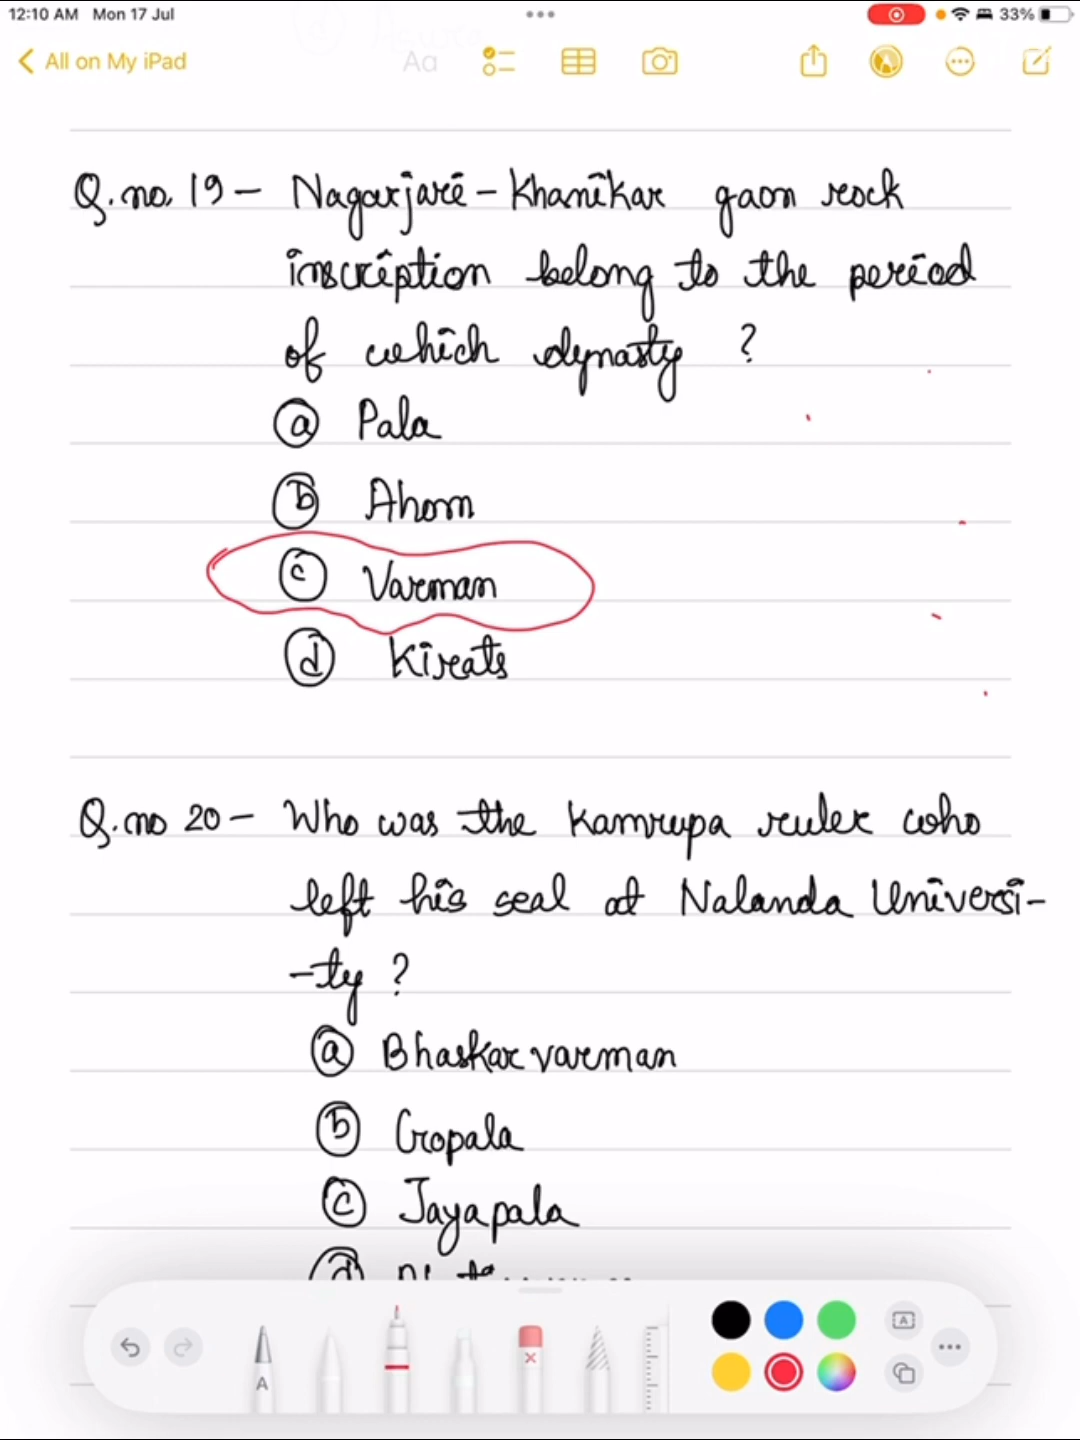 12:10 AM Mon 17 Jul
33%
All on My iPad
Aa
Q. no. 19 - Nagarjari - Khanikar gaon rock
inscription belong to the period
of which dynasty ?
a Pala
b Ahom
c Varman
d Kirats
Q. no 20 - Who was the Kamrupa ruler who
left his seal at Nalanda Universi-
-ty ?
a Bhaskar varman
b Gopala
c Jayapala
d
A
A